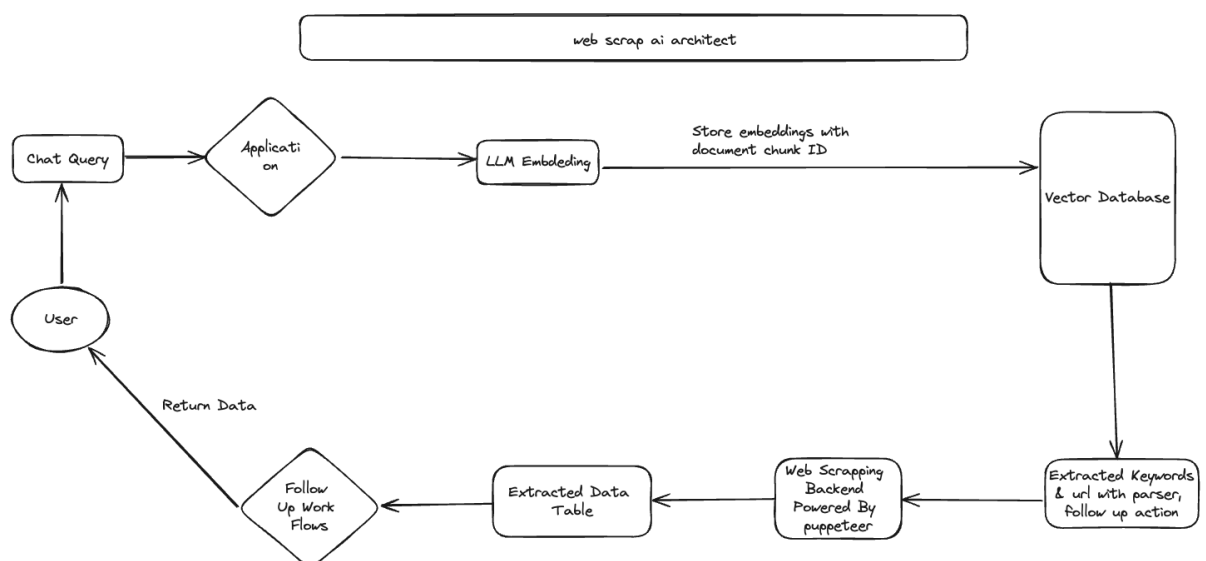 web scrap ai architect
Chat Query
Applicati
on
LLM Embdeding
Store embeddings with
document chunk ID
Vector Database
User
Return Data
Follow
Up Work
Flows
Extracted Data
Table
Web Scrapping
Backend
Powered By
puppeteer
Extracted Keywords
& url with parser,
follow up action